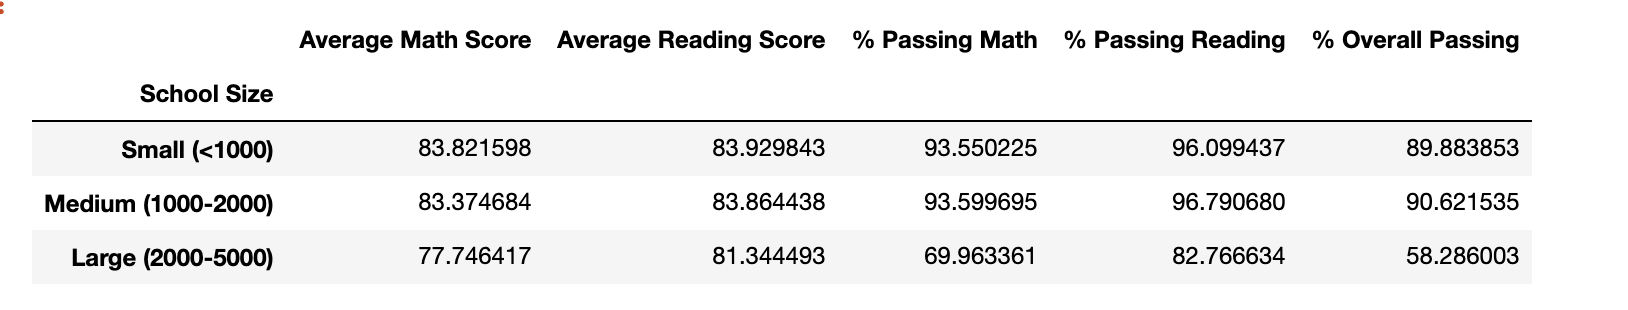 Average Math Score Average Reading Score % Passing Math % Passing Reading % Overall Passing
School Size
Small (<1000) 83.821598 83.929843 93.550225 96.099437 89.883853
Medium (1000-2000) 83.374684 83.864438 93.599695 96.790680 90.621535
Large (2000-5000) 77.746417 81.344493 69.963361 82.766634 58.286003